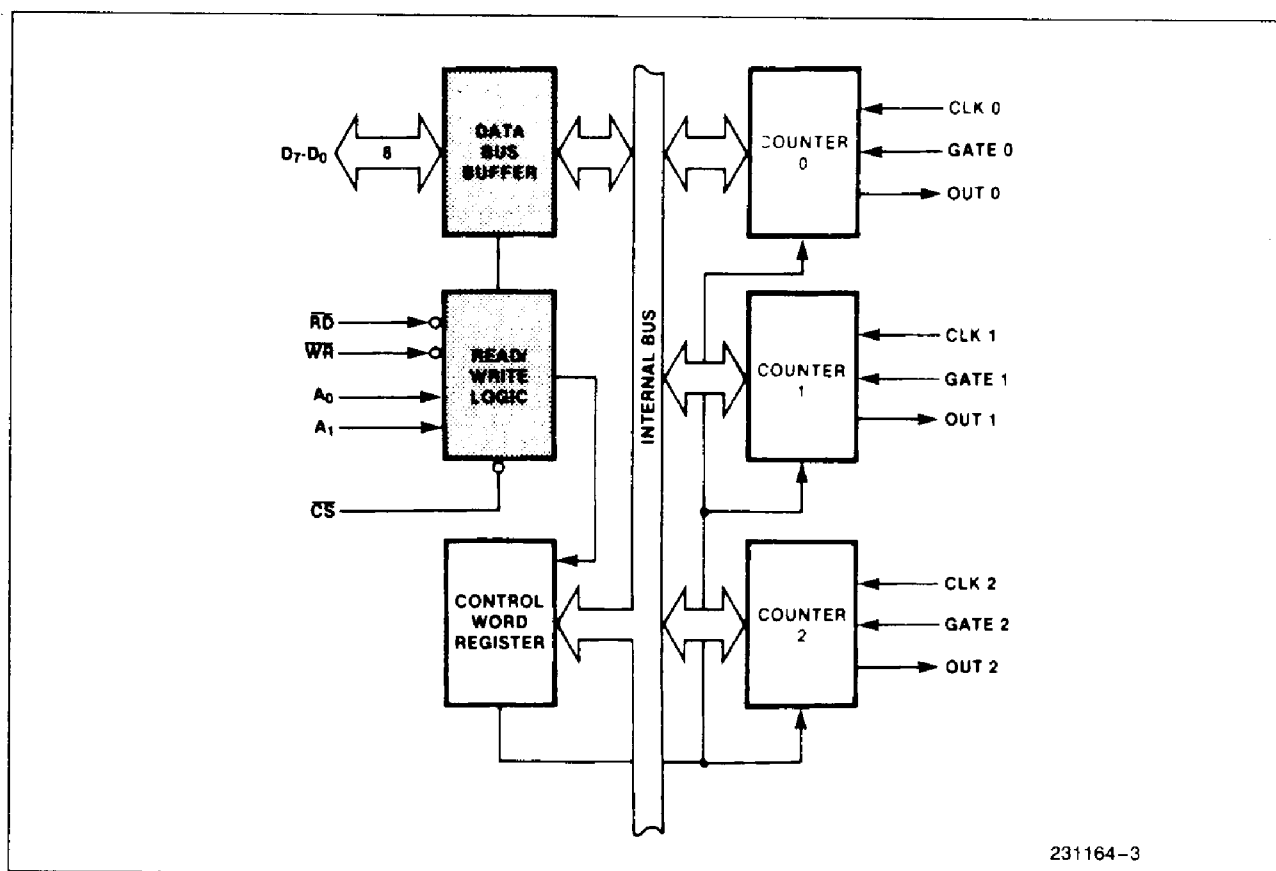 DATA
BUS
BUFFER
D7-D0
8
COUNTER
0
CLK 0
GATE 0
OUT 0
RD
WR
A0
A1
READ/
WRITE
LOGIC
CS
INTERNAL BUS
COUNTER
1
CLK 1
GATE 1
OUT 1
CONTROL
WORD
REGISTER
COUNTER
2
CLK 2
GATE 2
OUT 2
231164-3